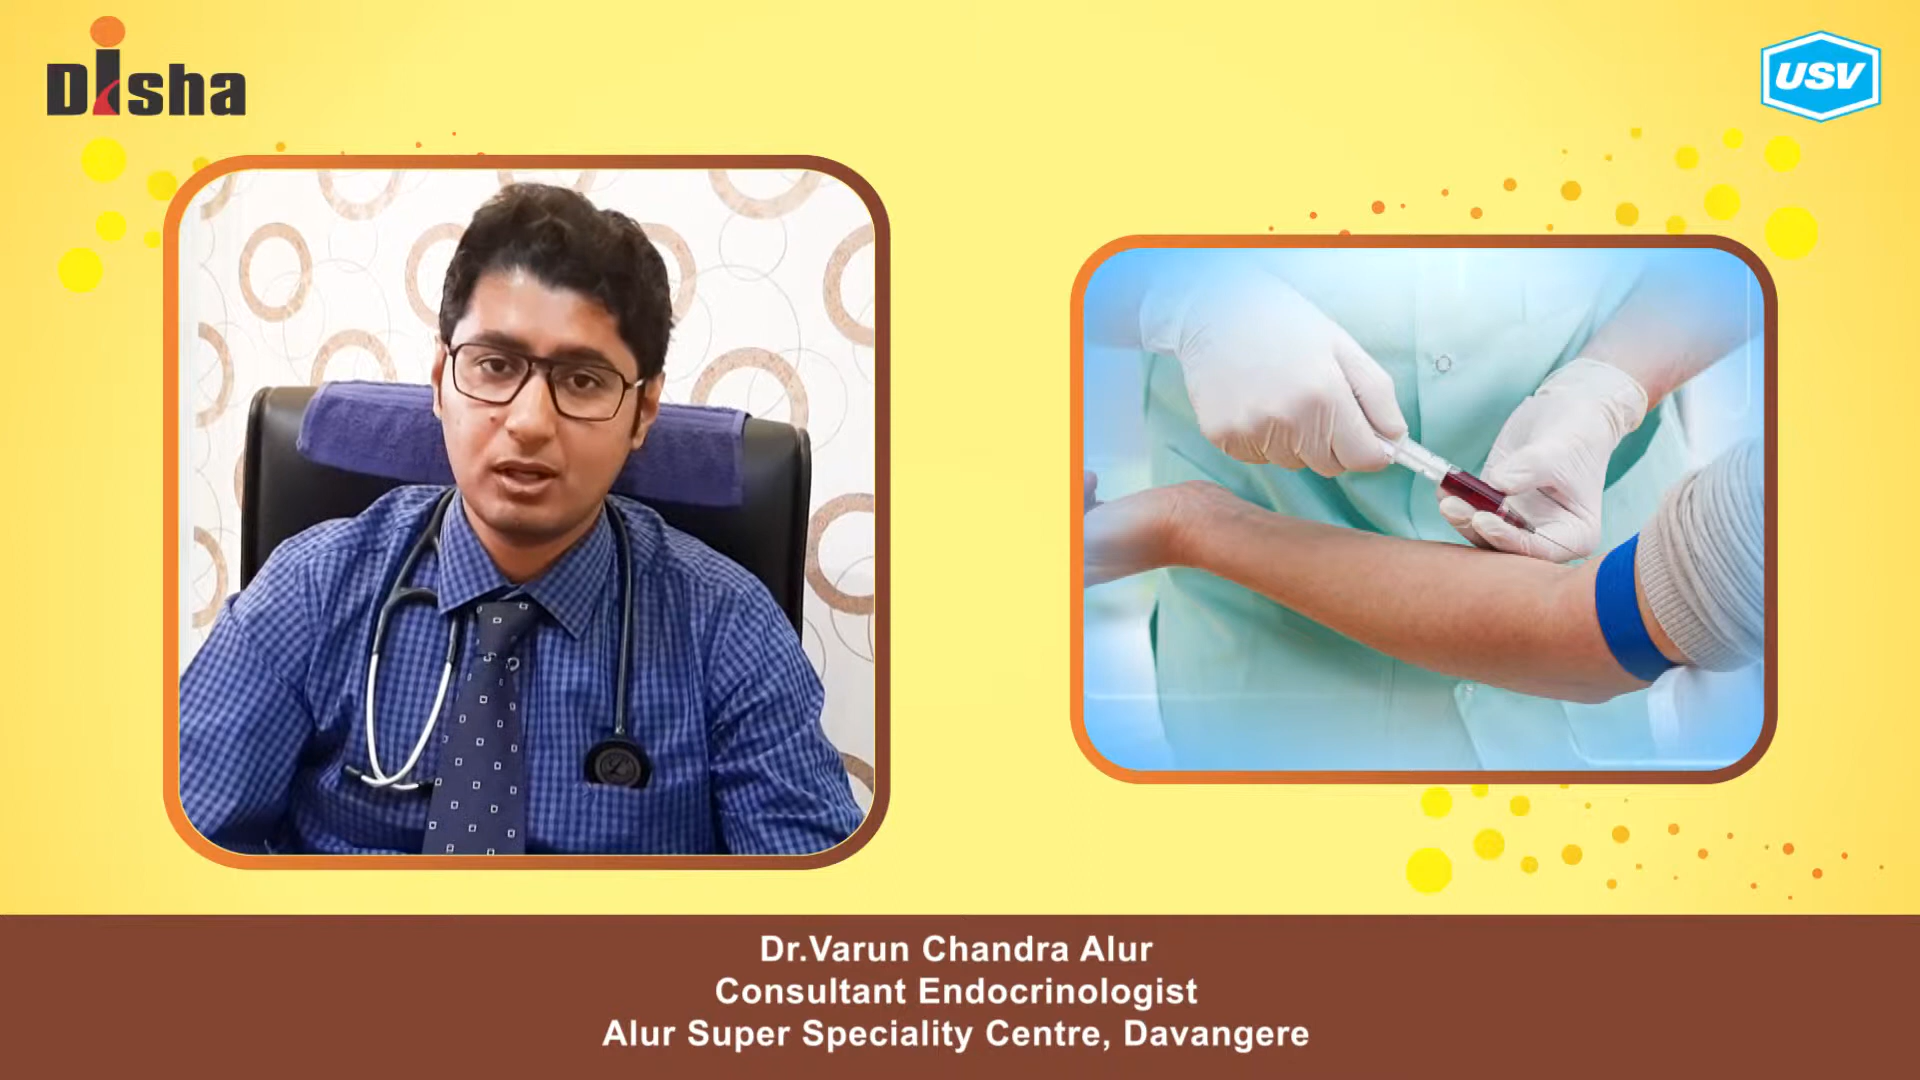 Disha
USV
Dr.Varun Chandra Alur
Consultant Endocrinologist
Alur Super Speciality Centre, Davangere